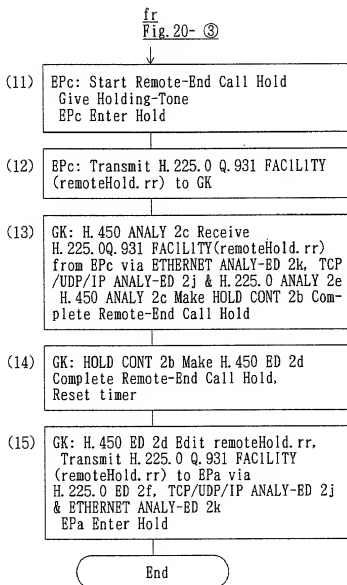 fr
Fig. 20- ③
(11) EPc: Start Remote-End Call Hold
Give Holding-Tone
EPc Enter Hold
(12) EPc: Transmit H.225.0 Q.931 FACILITY
(remoteHold.rr) to GK
(13) GK: H.450 ANALY 2c Receive
H.225.0Q.931 FACILITY(remoteHold.rr)
from EPc via ETHERNET ANALY-ED 2k, TCP
/UDP/IP ANALY-ED 2j & H.225.0 ANALY 2e
H.450 ANALY 2c Make HOLD CONT 2b Com-
plete Remote-End Call Hold
(14) GK: HOLD CONT 2b Make H.450 ED 2d
Complete Remote-End Call Hold,
Reset timer
(15) GK: H.450 ED 2d Edit remoteHold.rr,
Transmit H.225.0 Q.931 FACILITY
(remoteHold.rr) to EPa via
H.225.0 ED 2f, TCP/UDP/IP ANALY-ED 2j
& ETHERNET ANALY-ED 2k
EPa Enter Hold
End